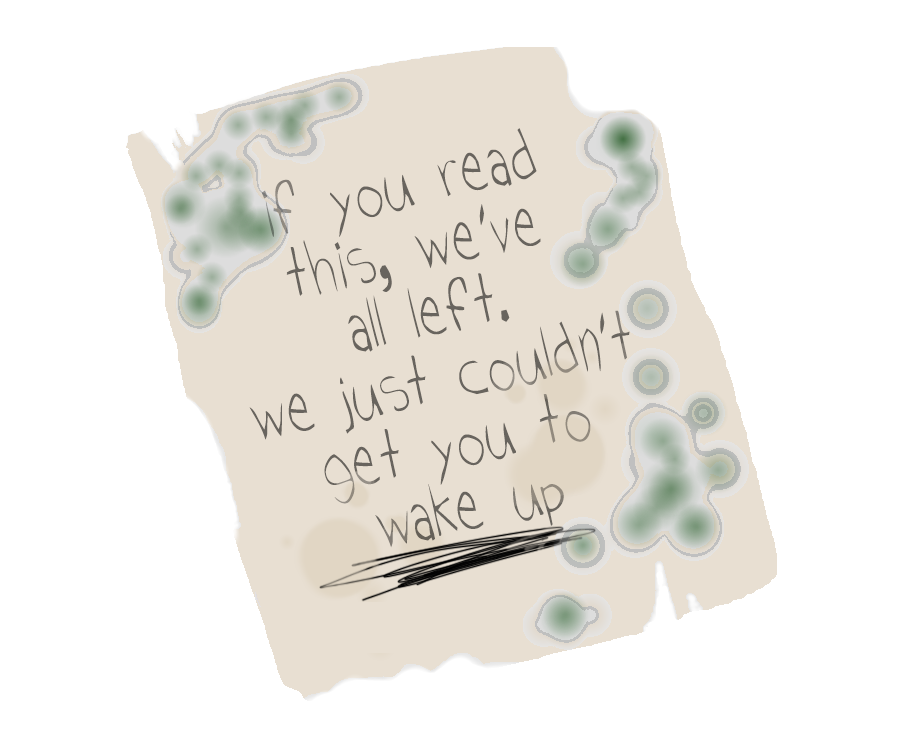 if you read
this, we've
all left.
we just couldn't
get you to
wake up